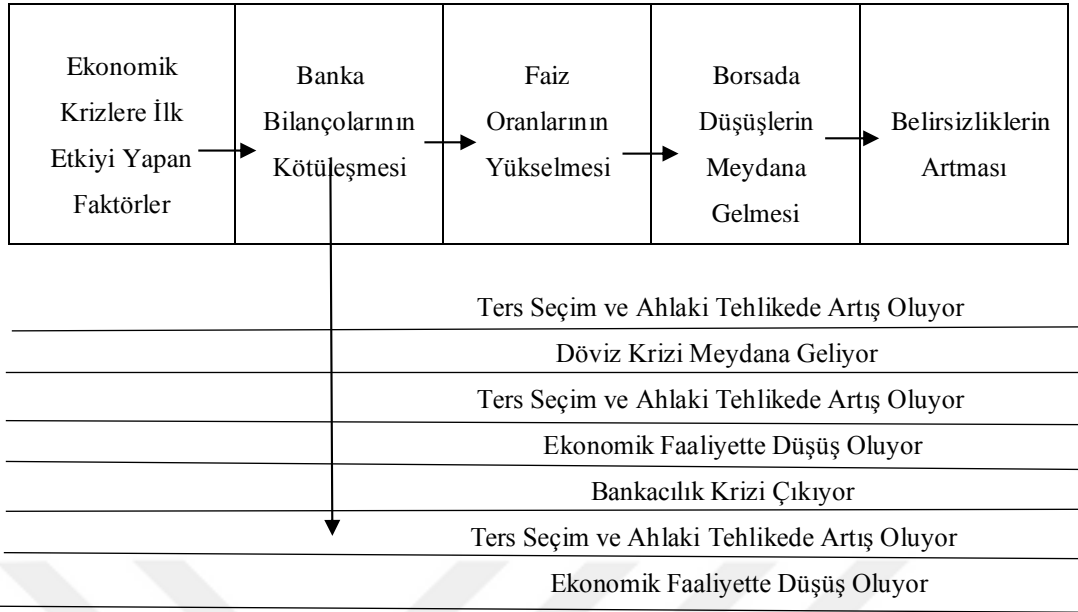 Ekonomik
Krizlere İlk
Etkiyi Yapan
Faktörler
Banka
Bilançolarının
Kötüleşmesi
Faiz
Oranlarının
Yükselmesi
Borsada
Düşüşlerin
Meydana
Gelmesi
Belirsizliklerin
Artması
Ters Seçim ve Ahlaki Tehlikede Artış Oluyor
Döviz Krizi Meydana Geliyor
Ters Seçim ve Ahlaki Tehlikede Artış Oluyor
Ekonomik Faaliyette Düşüş Oluyor
Bankacılık Krizi Çıkıyor
Ters Seçim ve Ahlaki Tehlikede Artış Oluyor
Ekonomik Faaliyette Düşüş Oluyor